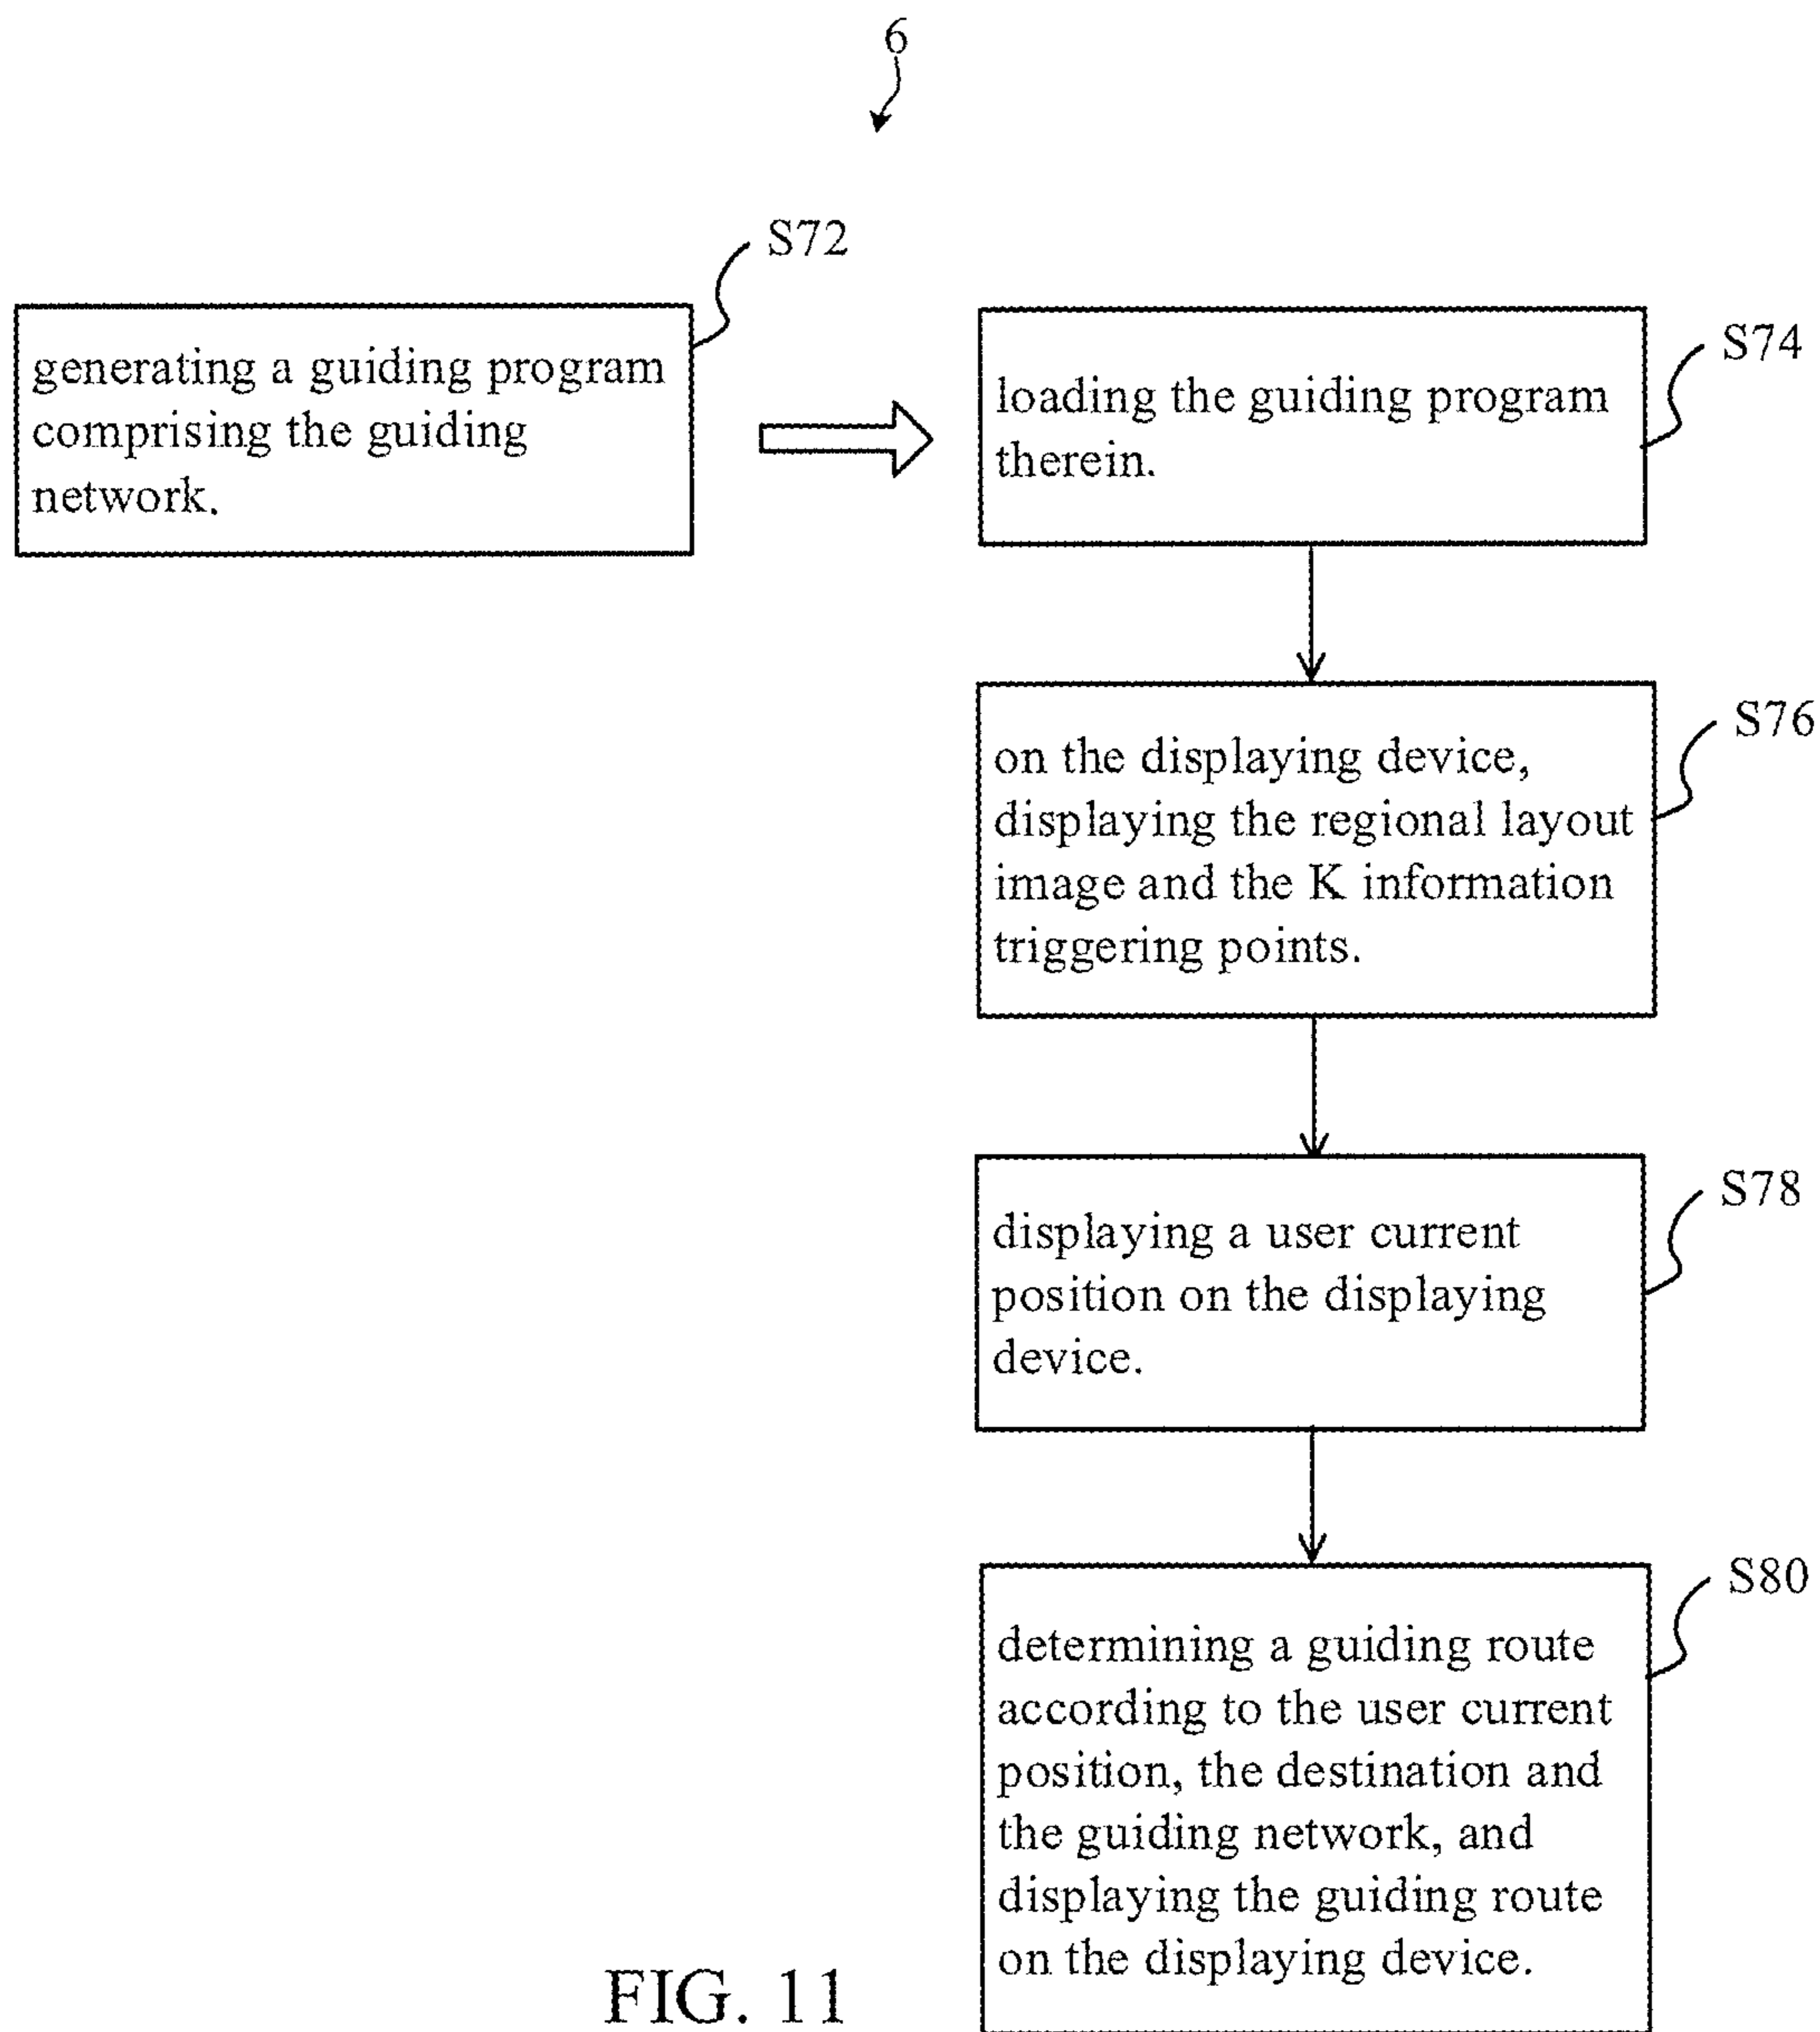 6
S72
generating a guiding program
comprising the guiding
network.
S74
loading the guiding program
therein.
S76
on the displaying device,
displaying the regional layout
image and the K information
triggering points.
S78
displaying a user current
position on the displaying
device.
S80
determining a guiding route
according to the user current
position, the destination and
the guiding network, and
displaying the guiding route
on the displaying device.
FIG. 11